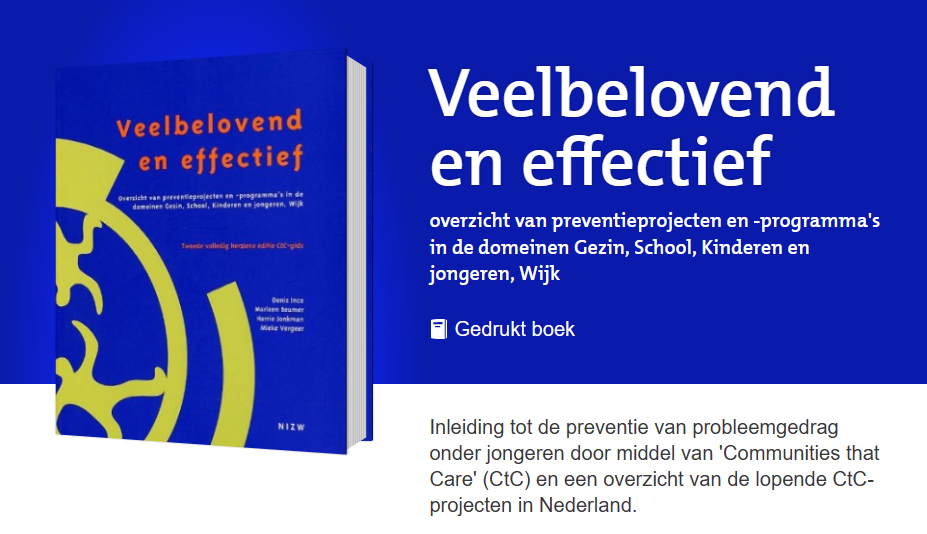 Veelbelovend
en effectief
Overzicht van preventieprojecten en -programma's in de
domeinen Gezin, School, Kinderen en jongeren, Wijk
Tweede volledig herziene editie CtC-gids
Deniz Ince
Marleen Beumer
Harrie Jonkman
Mieke Vergeer
NIZW
Veelbelovend
en effectief
overzicht van preventieprojecten en -programma's
in de domeinen Gezin, School, Kinderen en
jongeren, Wijk
Gedrukt boek
Inleiding tot de preventie van probleemgedrag
onder jongeren door middel van 'Communities that
Care' (CtC) en een overzicht van de lopende CtC-
projecten in Nederland.